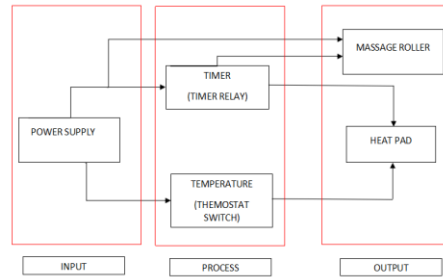 MASSAGE ROLLER
TIMER
(TIMER RELAY)
POWER SUPPLY
HEAT PAD
TEMPERATURE
(THEMOSTAT
SWITCH)
INPUT
PROCESS
OUTPUT